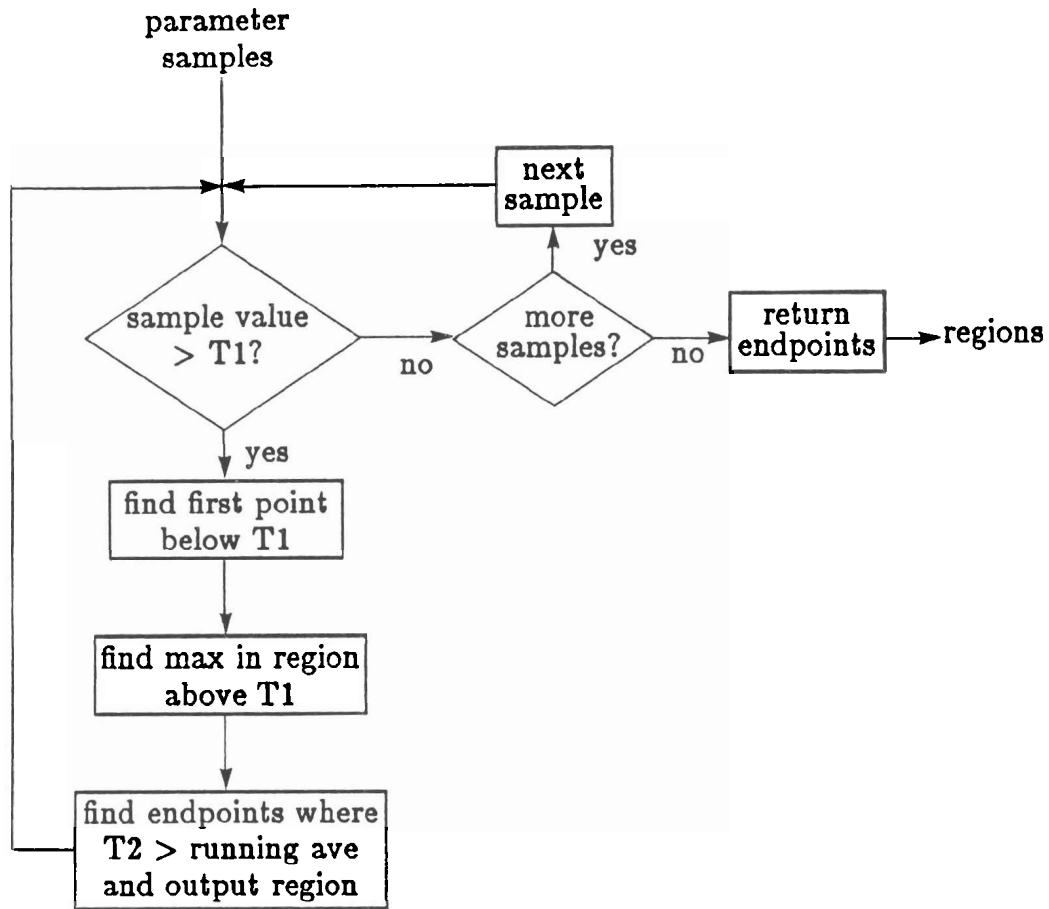 parameter
samples
next
sample
yes
sample value
> T1?
no
more
samples?
no
return
endpoints
regions
yes
find first point
below T1
find max in region
above T1
find endpoints where
T2 > running ave
and output region